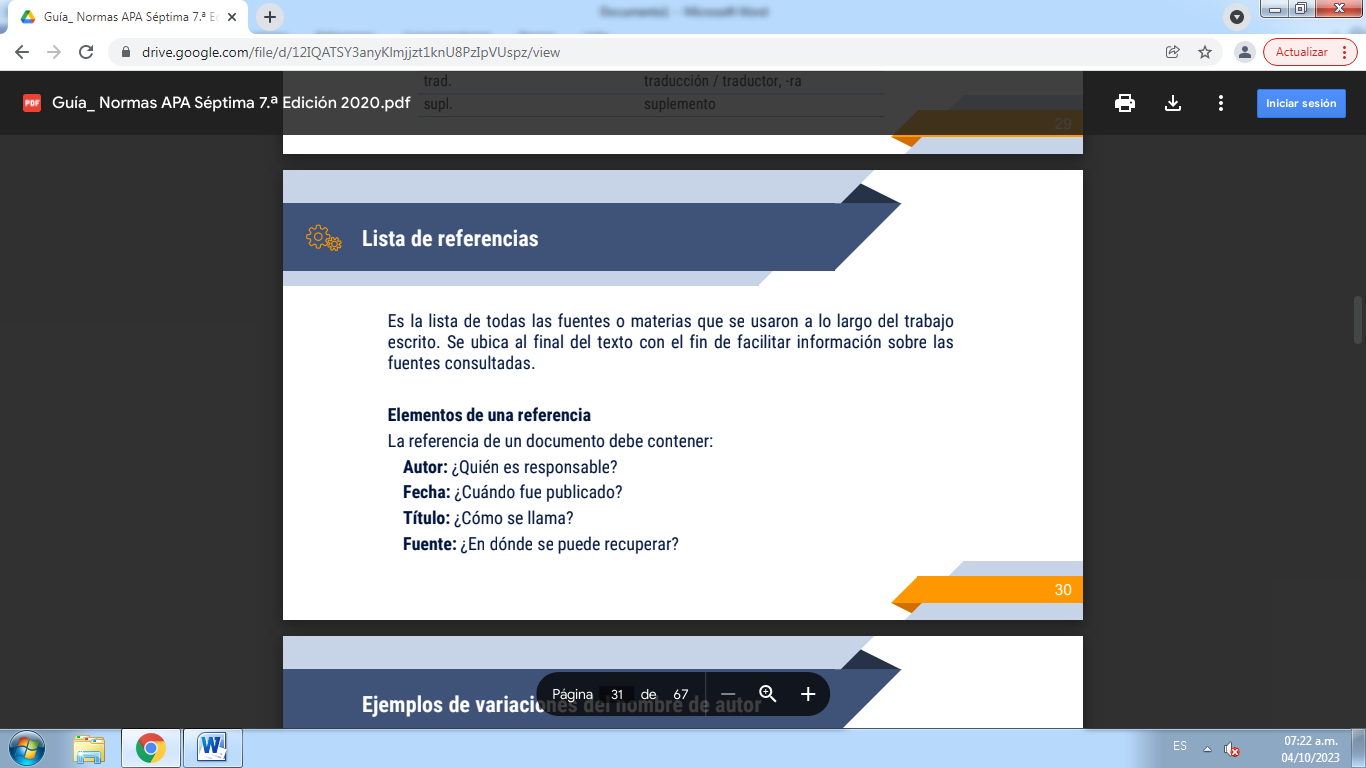 Guía_ Normas APA Séptima 7.ª E
Documento2 - Microsoft Word
drive.google.com/file/d/12IQATSY3anyKlmjjzt1knU8PzIpVUspz/view
Actualizar
trad. traducción / traductor, -ra
PDF Guía_ Normas APA Séptima 7.ª Edición 2020.pdf
Iniciar sesión
supl. suplemento
29
Lista de referencias
Es la lista de todas las fuentes o materias que se usaron a lo largo del trabajo
escrito. Se ubica al final del texto con el fin de facilitar información sobre las
fuentes consultadas.
Elementos de una referencia
La referencia de un documento debe contener:
Autor: ¿Quién es responsable?
Fecha: ¿Cuándo fue publicado?
Título: ¿Cómo se llama?
Fuente: ¿En dónde se puede recuperar?
30
Página 31 de 67
Ejemplos de variaciones del nombre de autor
ES
07:22 a.m.
04/10/2023